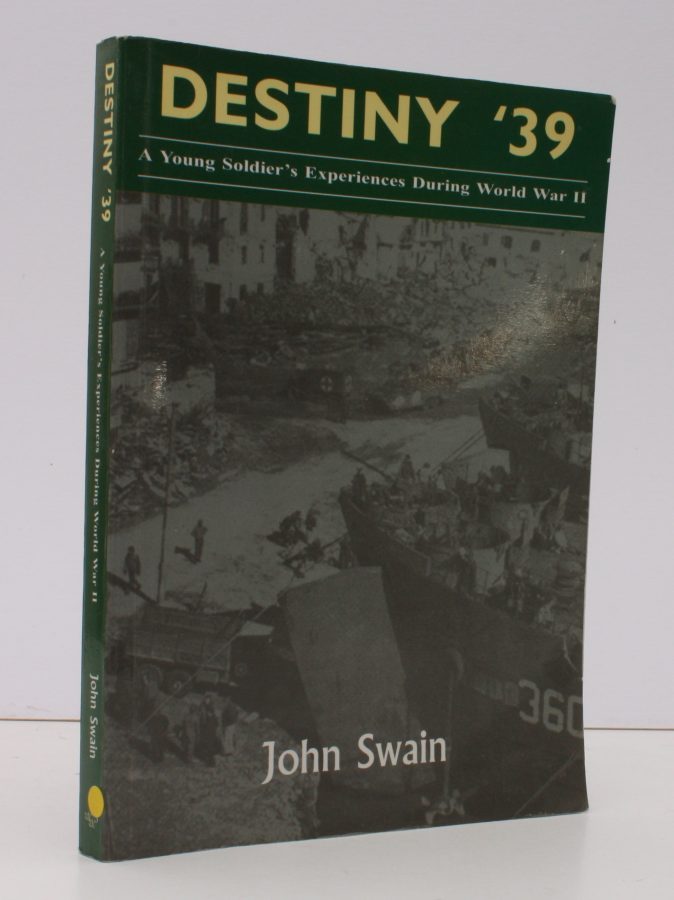 DESTINY '39
A Young Soldier's Experiences During World War II
360
John Swain
DESTINY '39
A Young Soldier's Experiences During World War II
John Swain